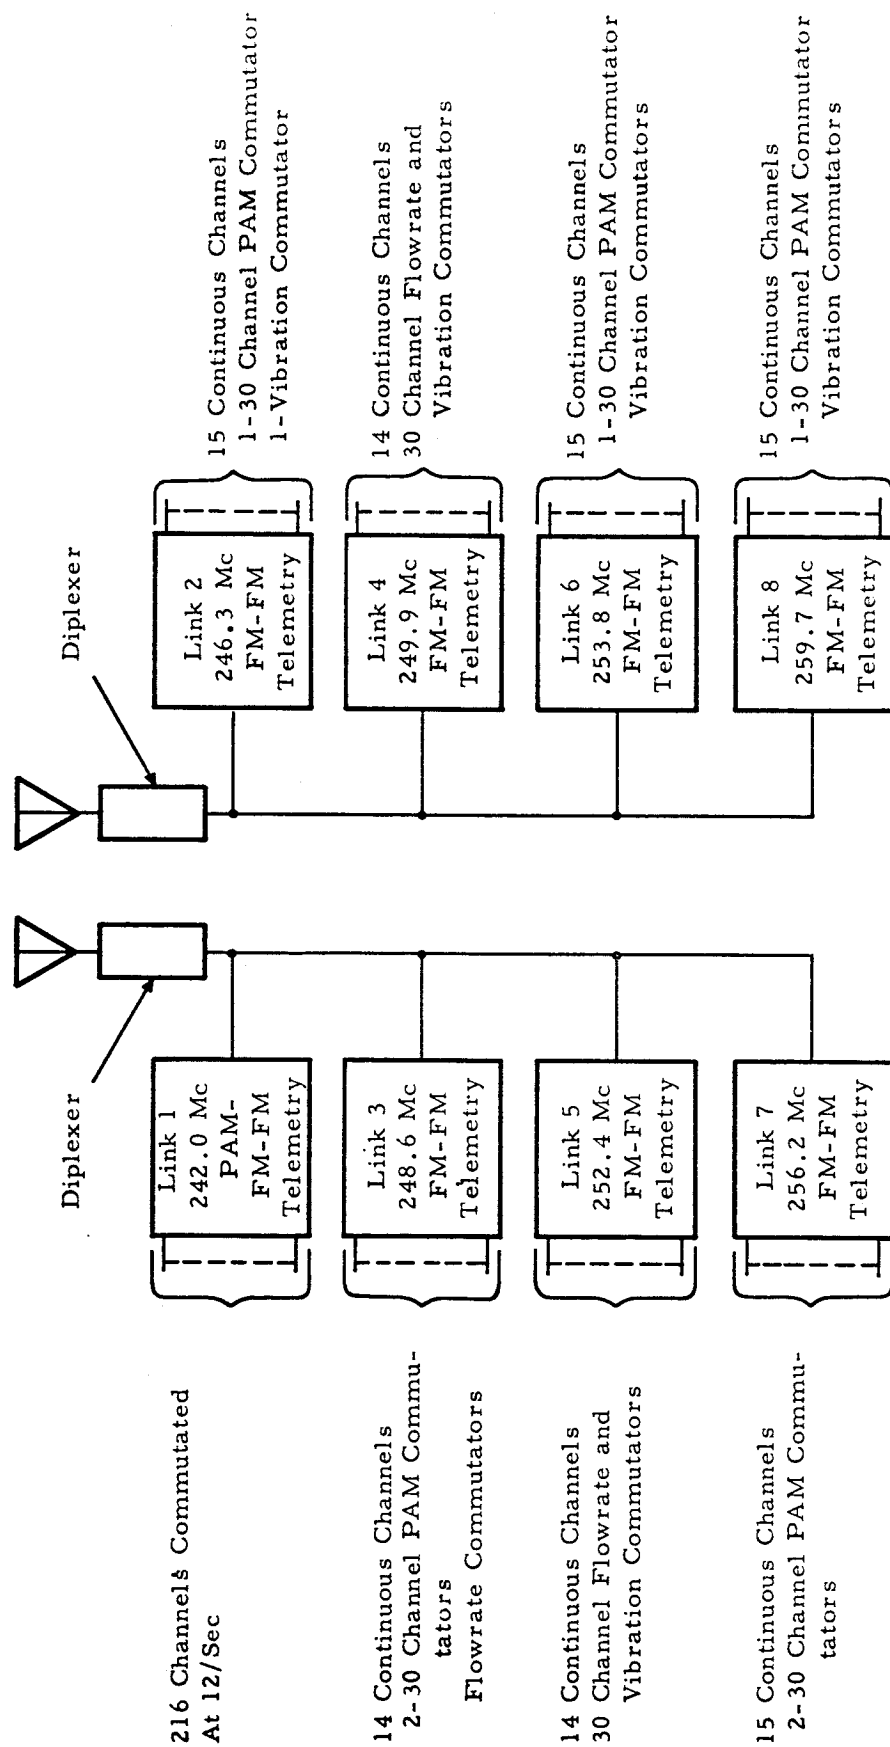 216 Channels Commutated
At 12/Sec
14 Continuous Channels
2-30 Channel PAM Commu-
tators
Flowrate Commutators
14 Continuous Channels
30 Channel Flowrate and
Vibration Commutators
15 Continuous Channels
2-30 Channel PAM Commu-
tators
Diplexer
Link 1
242.0 Mc
PAM-
FM-FM
Telemetry
Link 3
248.6 Mc
FM-FM
Telemetry
Link 5
252.4 Mc
FM-FM
Telemetry
Link 7
256.2 Mc
FM-FM
Telemetry
Diplexer
Link 2
246.3 Mc
FM-FM
Telemetry
Link 4
249.9 Mc
FM-FM
Telemetry
Link 6
253.8 Mc
FM-FM
Telemetry
Link 8
259.7 Mc
FM-FM
Telemetry
15 Continuous Channels
1-30 Channel PAM Commutator
1-Vibration Commutator
14 Continuous Channels
30 Channel Flowrate and
Vibration Commutators
15 Continuous Channels
1-30 Channel PAM Commutator
Vibration Commutators
15 Continuous Channels
1-30 Channel PAM Commutator
Vibration Commutators